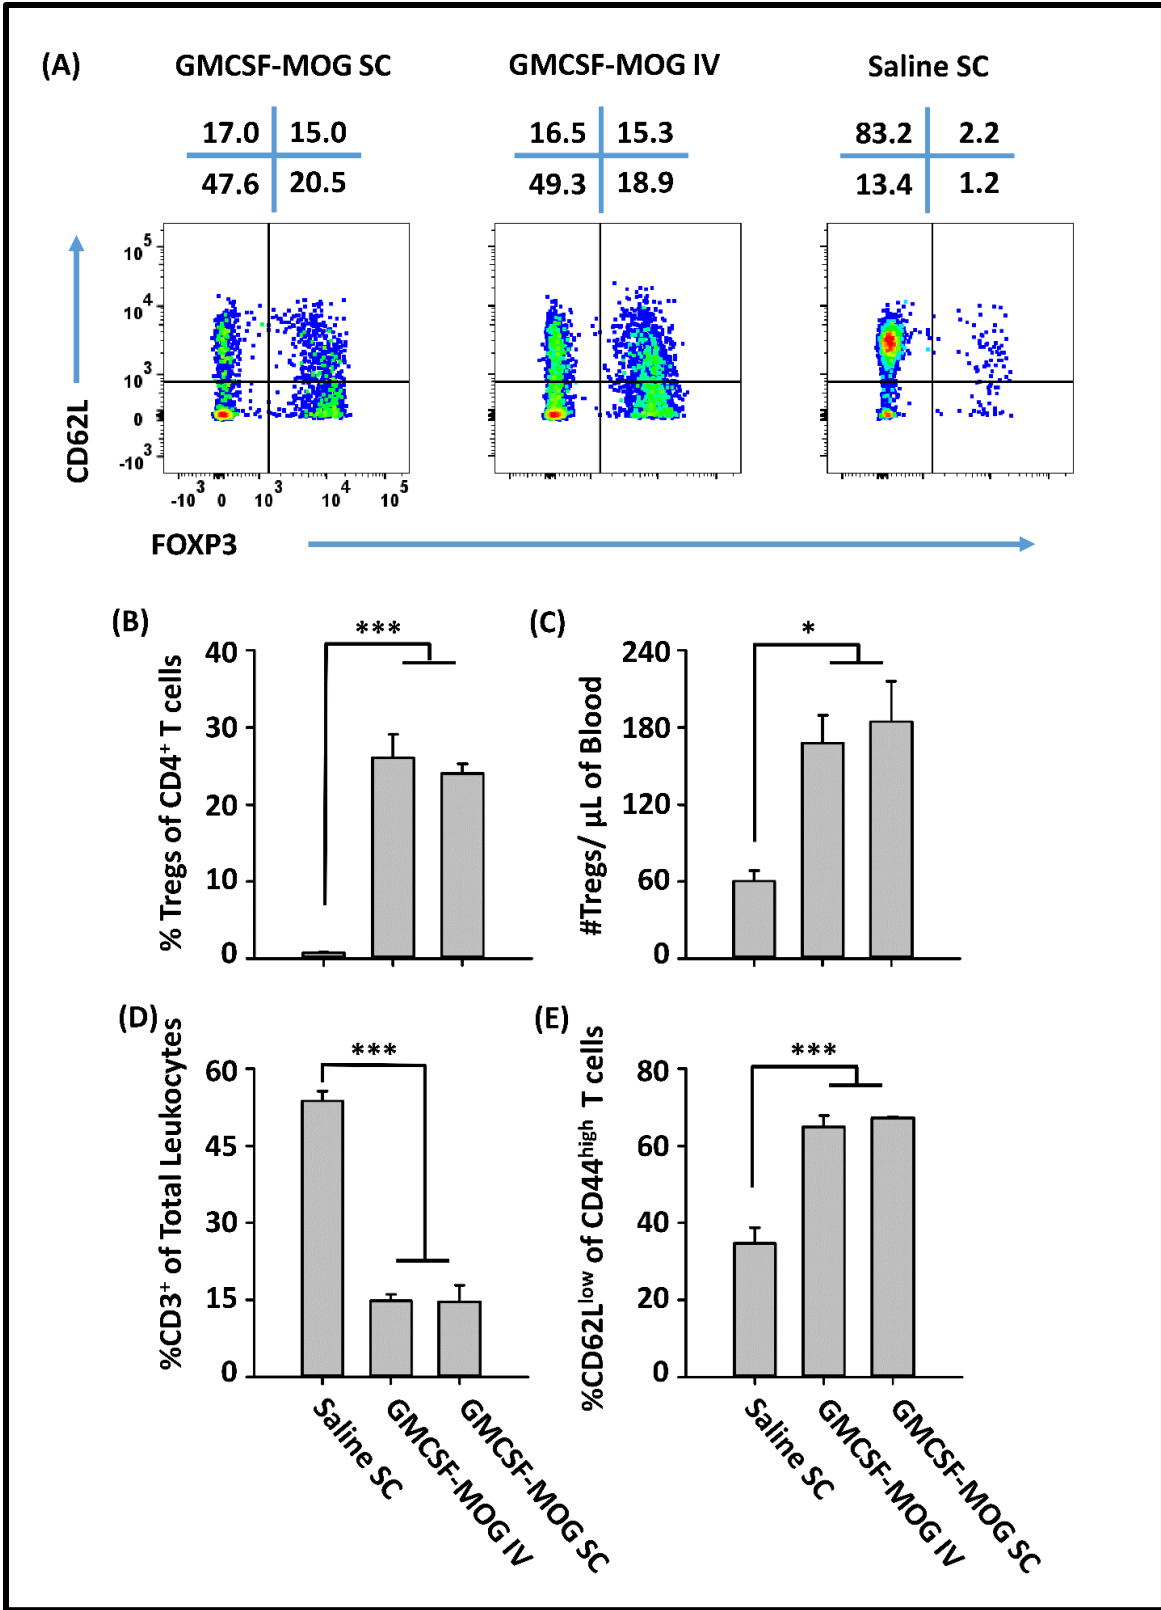 (A)
GMCSF-MOG SC
GMCSF-MOG IV
Saline SC
17.0 15.0
47.6 20.5
16.5 15.3
49.3 18.9
83.2 2.2
13.4 1.2
CD62L
10^5
10^4
10^3
0
-10^3
-10^3 0 10^3 10^4 10^5
FOXP3
(B)
% Tregs of CD4⁺ T cells
40
30
20
10
0
***
(C)
#Tregs/ µL of Blood
240
180
120
60
0
*
(D)
%CD3⁺ of Total Leukocytes
60
45
30
15
0
***
Saline SC
GMCSF-MOG IV
GMCSF-MOG SC
(E)
%CD62L^low of CD44^high T cells
80
60
40
20
0
***
Saline SC
GMCSF-MOG IV
GMCSF-MOG SC